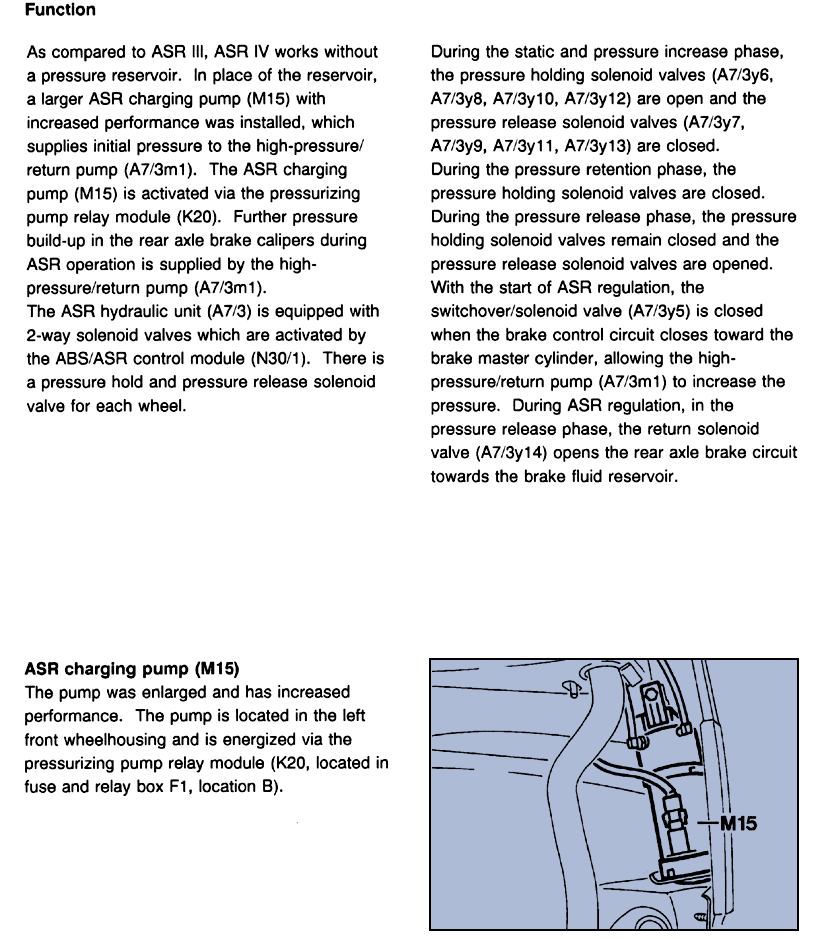 Function
As compared to ASR III, ASR IV works without
a pressure reservoir. In place of the reservoir,
a larger ASR charging pump (M15) with
increased performance was installed, which
supplies initial pressure to the high-pressure/
return pump (A7/3m1). The ASR charging
pump (M15) is activated via the pressurizing
pump relay module (K20). Further pressure
build-up in the rear axle brake calipers during
ASR operation is supplied by the high-
pressure/return pump (A7/3m1).
The ASR hydraulic unit (A7/3) is equipped with
2-way solenoid valves which are activated by
the ABS/ASR control module (N30/1). There is
a pressure hold and pressure release solenoid
valve for each wheel.
During the static and pressure increase phase,
the pressure holding solenoid valves (A7/3y6,
A7/3y8, A7/3y10, A7/3y12) are open and the
pressure release solenoid valves (A7/3y7,
A7/3y9, A7/3y11, A7/3y13) are closed.
During the pressure retention phase, the
pressure holding solenoid valves are closed.
During the pressure release phase, the pressure
holding solenoid valves remain closed and the
pressure release solenoid valves are opened.
With the start of ASR regulation, the
switchover/solenoid valve (A7/3y5) is closed
when the brake control circuit closes toward the
brake master cylinder, allowing the high-
pressure/return pump (A7/3m1) to increase the
pressure. During ASR regulation, in the
pressure release phase, the return solenoid
valve (A7/3y14) opens the rear axle brake circuit
towards the brake fluid reservoir.
ASR charging pump (M15)
The pump was enlarged and has increased
performance. The pump is located in the left
front wheelhousing and is energized via the
pressurizing pump relay module (K20, located in
fuse and relay box F1, location B).
M15